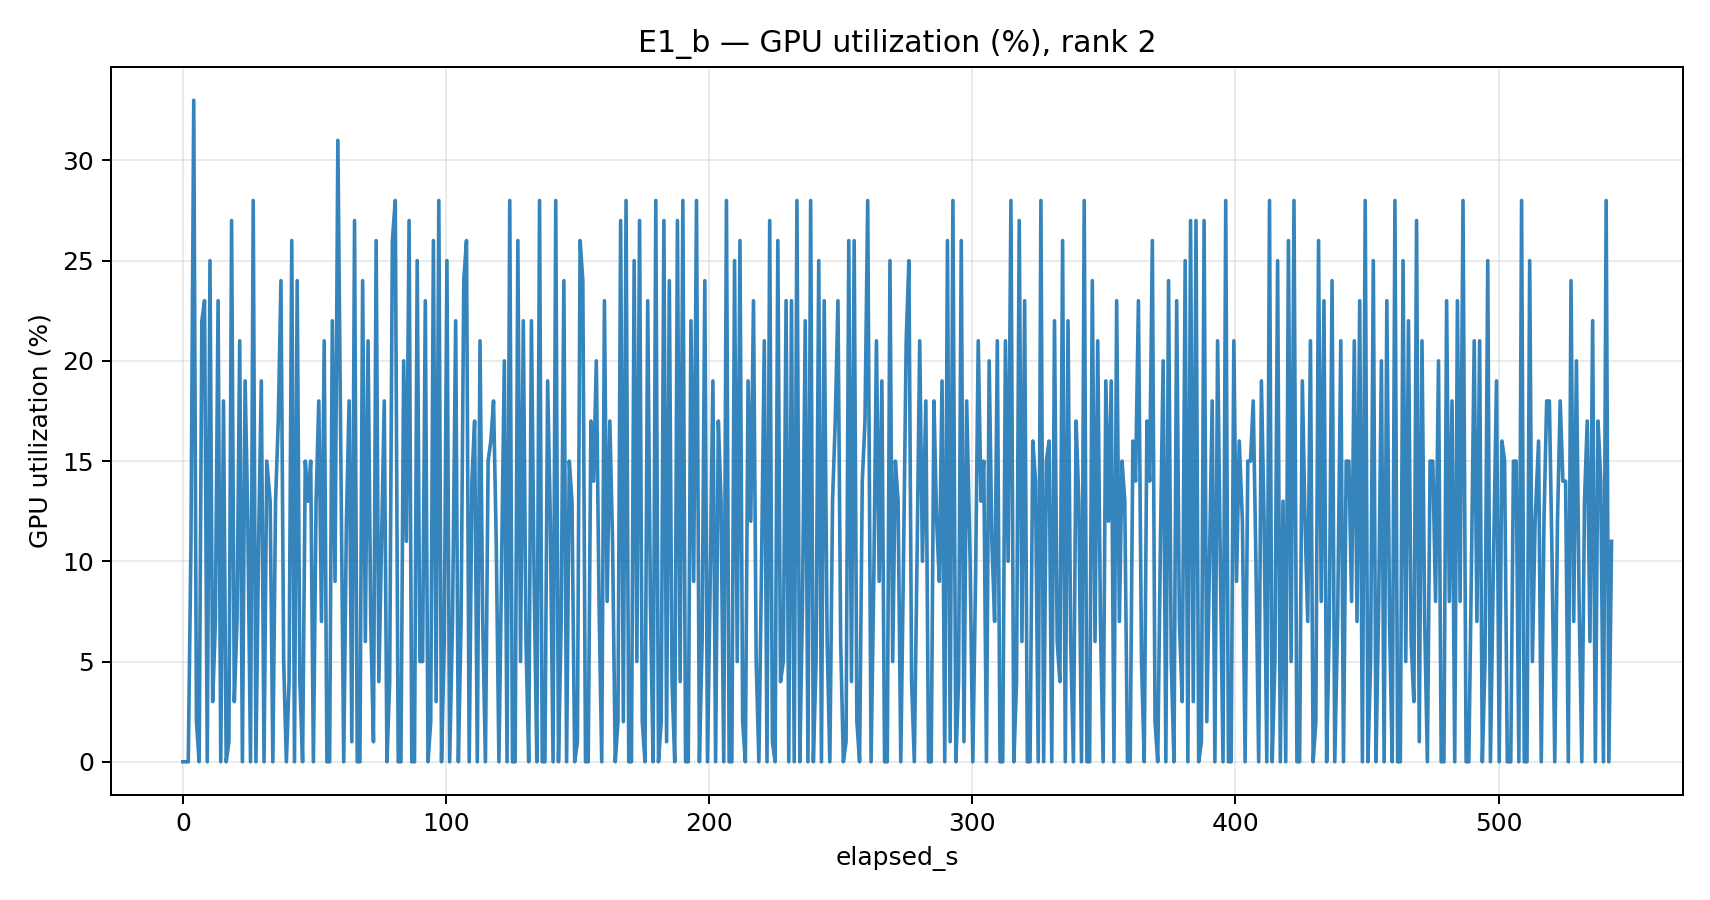 E1_b — GPU utilization (%), rank 2
GPU utilization (%)
30
25
20
15
10
5
0
0 100 200 300 400 500
elapsed_s